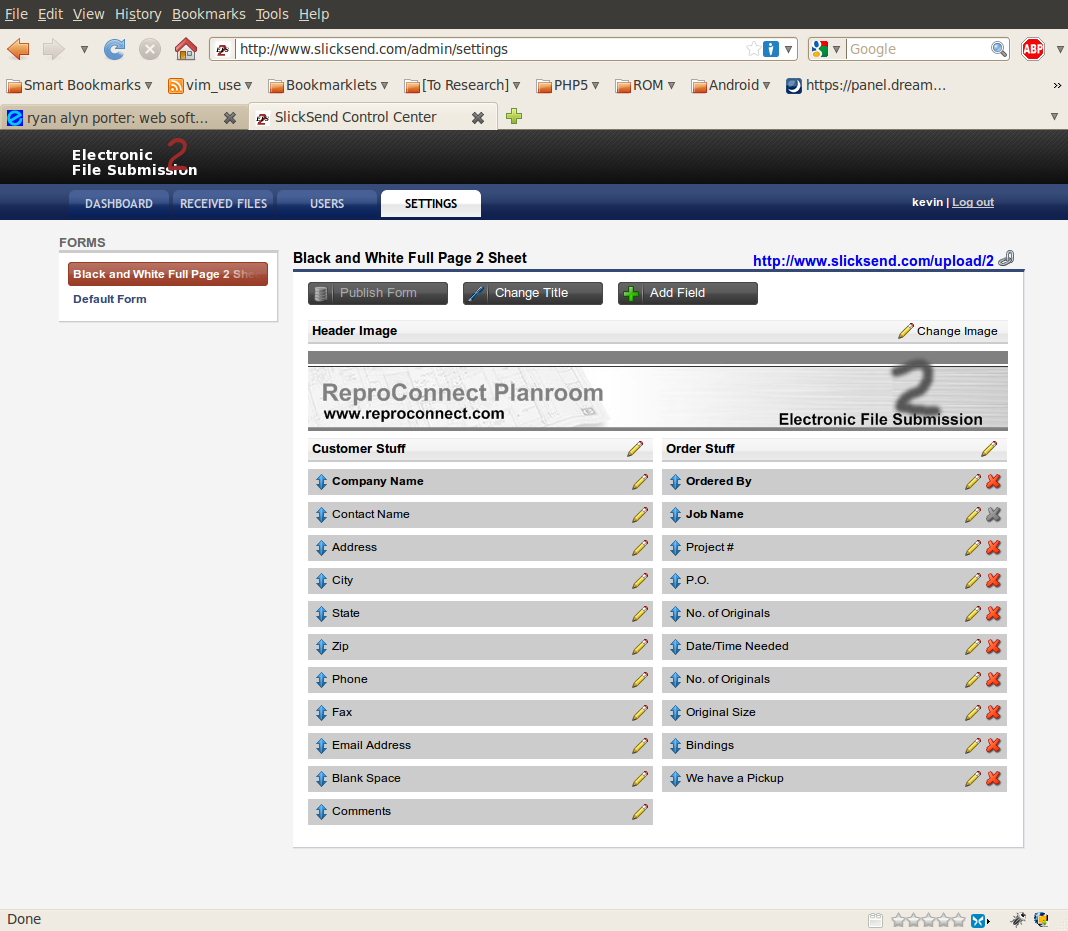 File Edit View History Bookmarks Tools Help
http://www.slicksend.com/admin/settings
Google
ABP
Smart Bookmarks
vim_use
Bookmarklets
[To Research]
PHP5
ROM
Android
https://panel.dream...
»
ryan alyn porter: web soft...
SlickSend Control Center
Electronic 2
File Submission
DASHBOARD
RECEIVED FILES
USERS
SETTINGS
kevin | Log out
FORMS
Black and White Full Page 2 She
Default Form
Black and White Full Page 2 Sheet
http://www.slicksend.com/upload/2
Publish Form
Change Title
Add Field
Header Image
Change Image
ReproConnect Planroom
www.reproconnect.com
2
Electronic File Submission
Customer Stuff
Company Name
Contact Name
Address
City
State
Zip
Phone
Fax
Email Address
Blank Space
Comments
Order Stuff
Ordered By
Job Name
Project #
P.O.
No. of Originals
Date/Time Needed
No. of Originals
Original Size
Bindings
We have a Pickup
Done